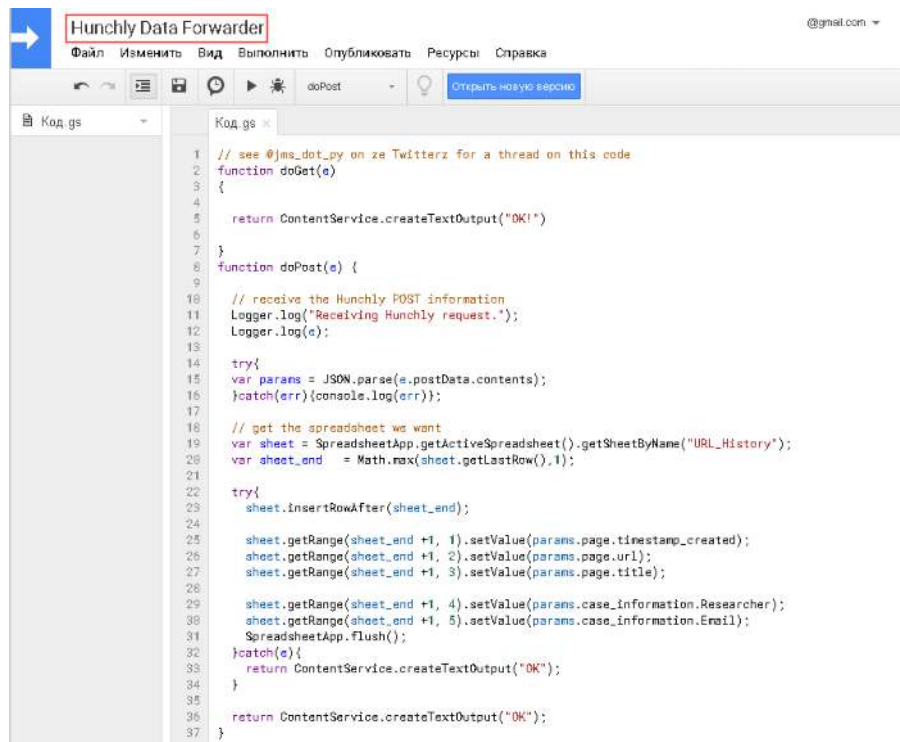 Hunchly Data Forwarder
@gmail.com
Файл Изменить Вид Выполнить Опубликовать Ресурсы Справка
doPost Открыть новую версию
Код.gs Код.gs ×
1 // see @jms_dot_py on ze Twitterz for a thread on this code
2 function doGet(e)
3 {
4
5 return ContentService.createTextOutput("OK!")
6
7 }
8 function doPost(e) {
9
10 // receive the Hunchly POST information
11 Logger.log("Receiving Hunchly request.");
12 Logger.log(e);
13
14 try{
15 var params = JSON.parse(e.postData.contents);
16 }catch(err){console.log(err)};
17
18 // get the spreadsheet we want
19 var sheet = SpreadsheetApp.getActiveSpreadsheet().getSheetByName("URL_History");
20 var sheet_end = Math.max(sheet.getLastRow(),1);
21
22 try{
23 sheet.insertRowAfter(sheet_end);
24
25 sheet.getRange(sheet_end +1, 1).setValue(params.page.timestamp_created);
26 sheet.getRange(sheet_end +1, 2).setValue(params.page.url);
27 sheet.getRange(sheet_end +1, 3).setValue(params.page.title);
28
29 sheet.getRange(sheet_end +1, 4).setValue(params.case_information.Researcher);
30 sheet.getRange(sheet_end +1, 5).setValue(params.case_information.Email);
31 SpreadsheetApp.flush();
32 }catch(e){
33 return ContentService.createTextOutput("OK");
34 }
35
36 return ContentService.createTextOutput("OK");
37 }